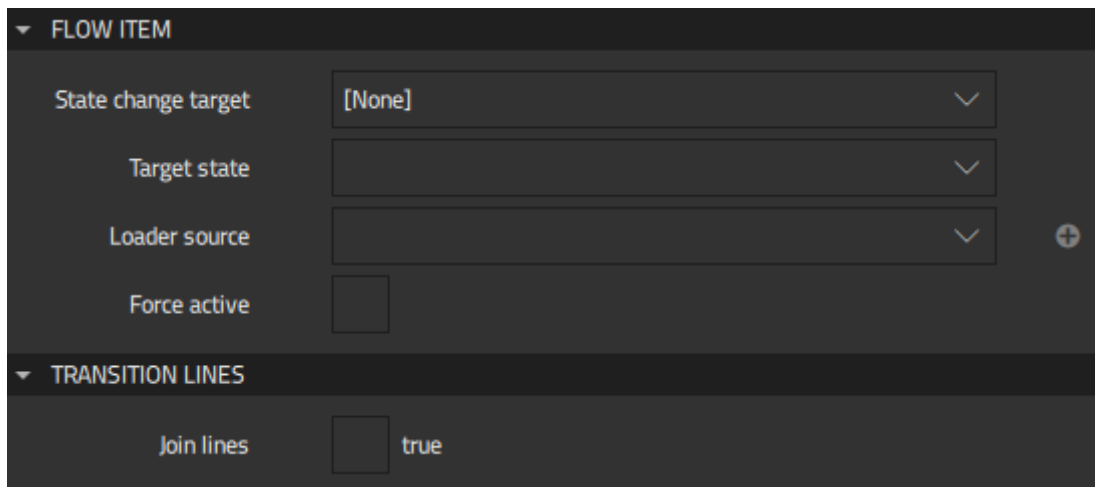 FLOW ITEM
State change target [None]
Target state
Loader source
Force active
TRANSITION LINES
Join lines true